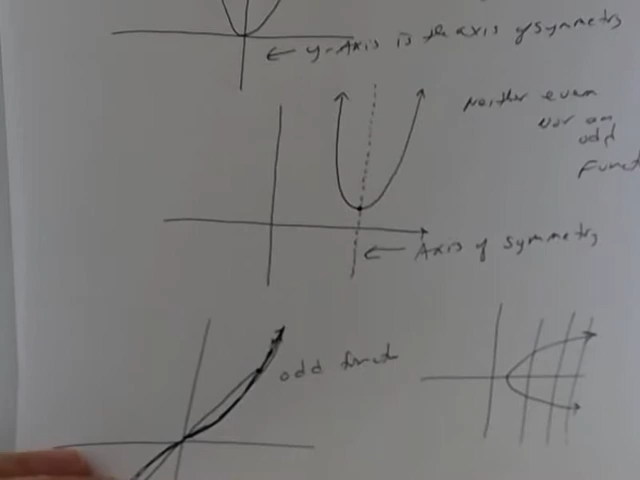 ← y-Axis is the axis of symmetry
Neither even
nor an
odd
funct
← Axis of symmetry
odd funct